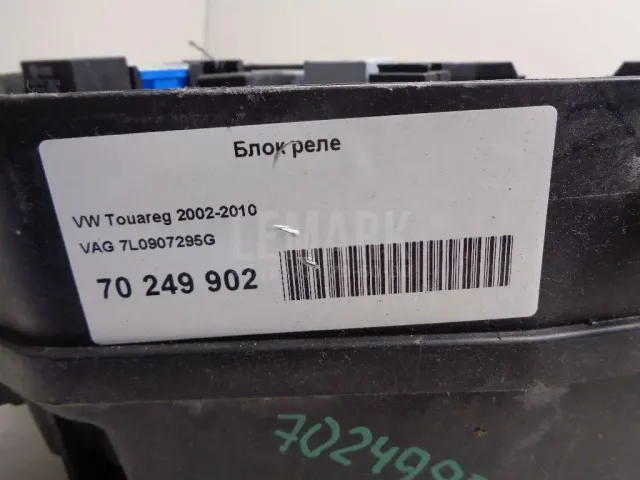 Блок реле
VW Touareg 2002-2010
LEMARK
VAG 7L0907295G
70 249 902